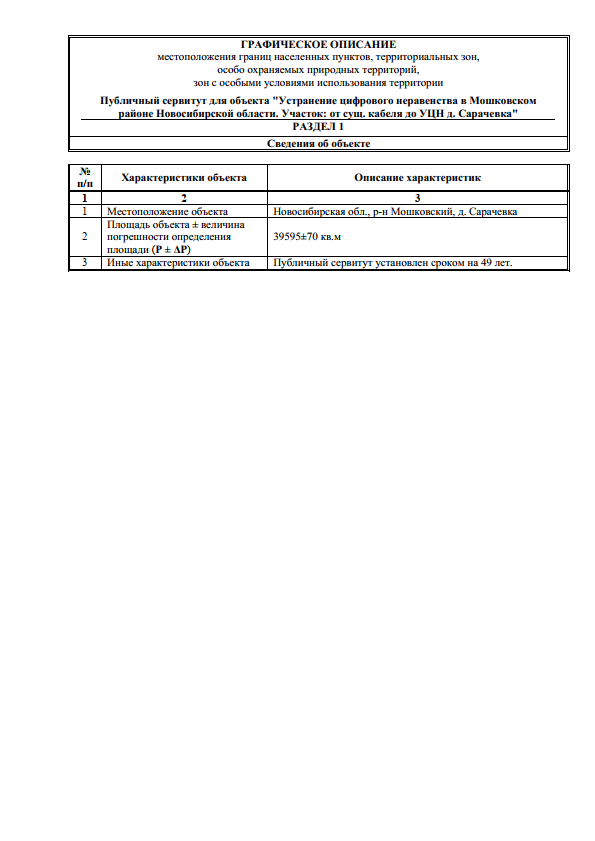 ГРАФИЧЕСКОЕ ОПИСАНИЕ
местоположения границ населенных пунктов, территориальных зон,
особо охраняемых природных территорий,
зон с особыми условиями использования территории
Публичный сервитут для объекта "Устранение цифрового неравенства в Мошковском
районе Новосибирской области. Участок: от сущ. кабеля до УЦН д. Сарачевка"
РАЗДЕЛ 1
Сведения об объекте
№
п/п Характеристики объекта Описание характеристик
1 2 3
1 Местоположение объекта Новосибирская обл., р-н Мошковский, д. Сарачевка
Площадь объекта ± величина
2 погрешности определения 39595±70 кв.м
площади (P ± ΔP)
3 Иные характеристики объекта Публичный сервитут установлен сроком на 49 лет.